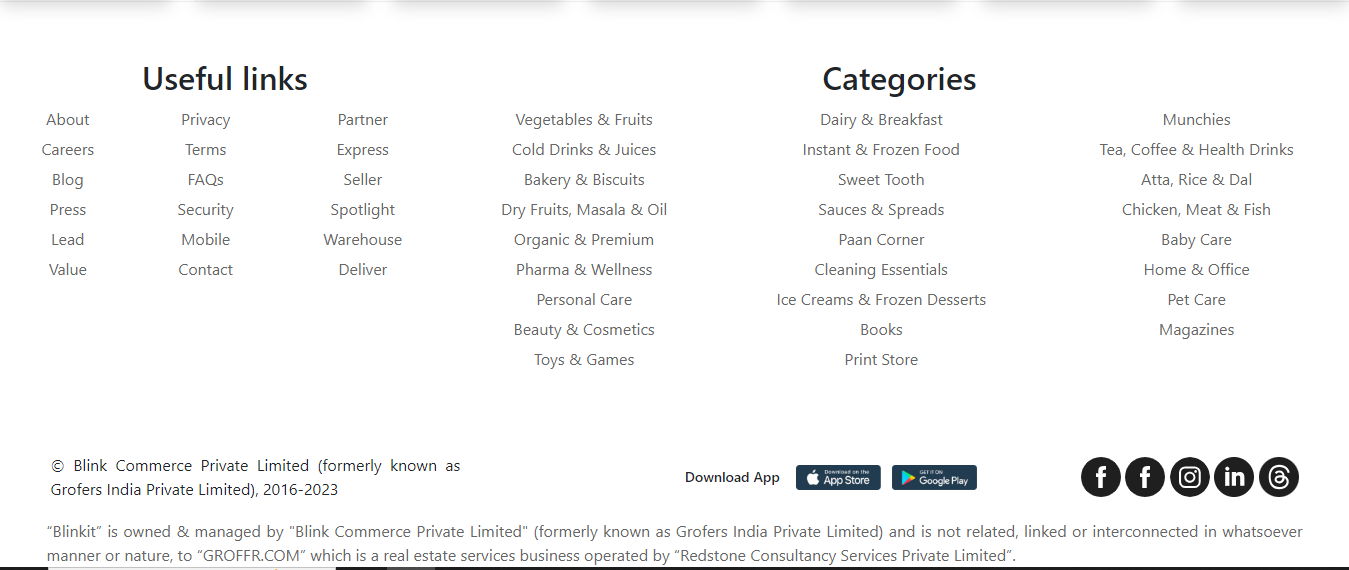 Useful links
Categories
About Privacy Partner Vegetables & Fruits Dairy & Breakfast Munchies
Careers Terms Express Cold Drinks & Juices Instant & Frozen Food Tea, Coffee & Health Drinks
Blog FAQs Seller Bakery & Biscuits Sweet Tooth Atta, Rice & Dal
Press Security Spotlight Dry Fruits, Masala & Oil Sauces & Spreads Chicken, Meat & Fish
Lead Mobile Warehouse Organic & Premium Paan Corner Baby Care
Value Contact Deliver Pharma & Wellness Cleaning Essentials Home & Office
Personal Care Ice Creams & Frozen Desserts Pet Care
Beauty & Cosmetics Books Magazines
Toys & Games Print Store
© Blink Commerce Private Limited (formerly known as
Grofers India Private Limited), 2016-2023
Download App
Download on the
App Store
GET IT ON
Google Play
“Blinkit” is owned & managed by "Blink Commerce Private Limited" (formerly known as Grofers India Private Limited) and is not related, linked or interconnected in whatsoever
manner or nature, to “GROFFR.COM” which is a real estate services business operated by “Redstone Consultancy Services Private Limited”.